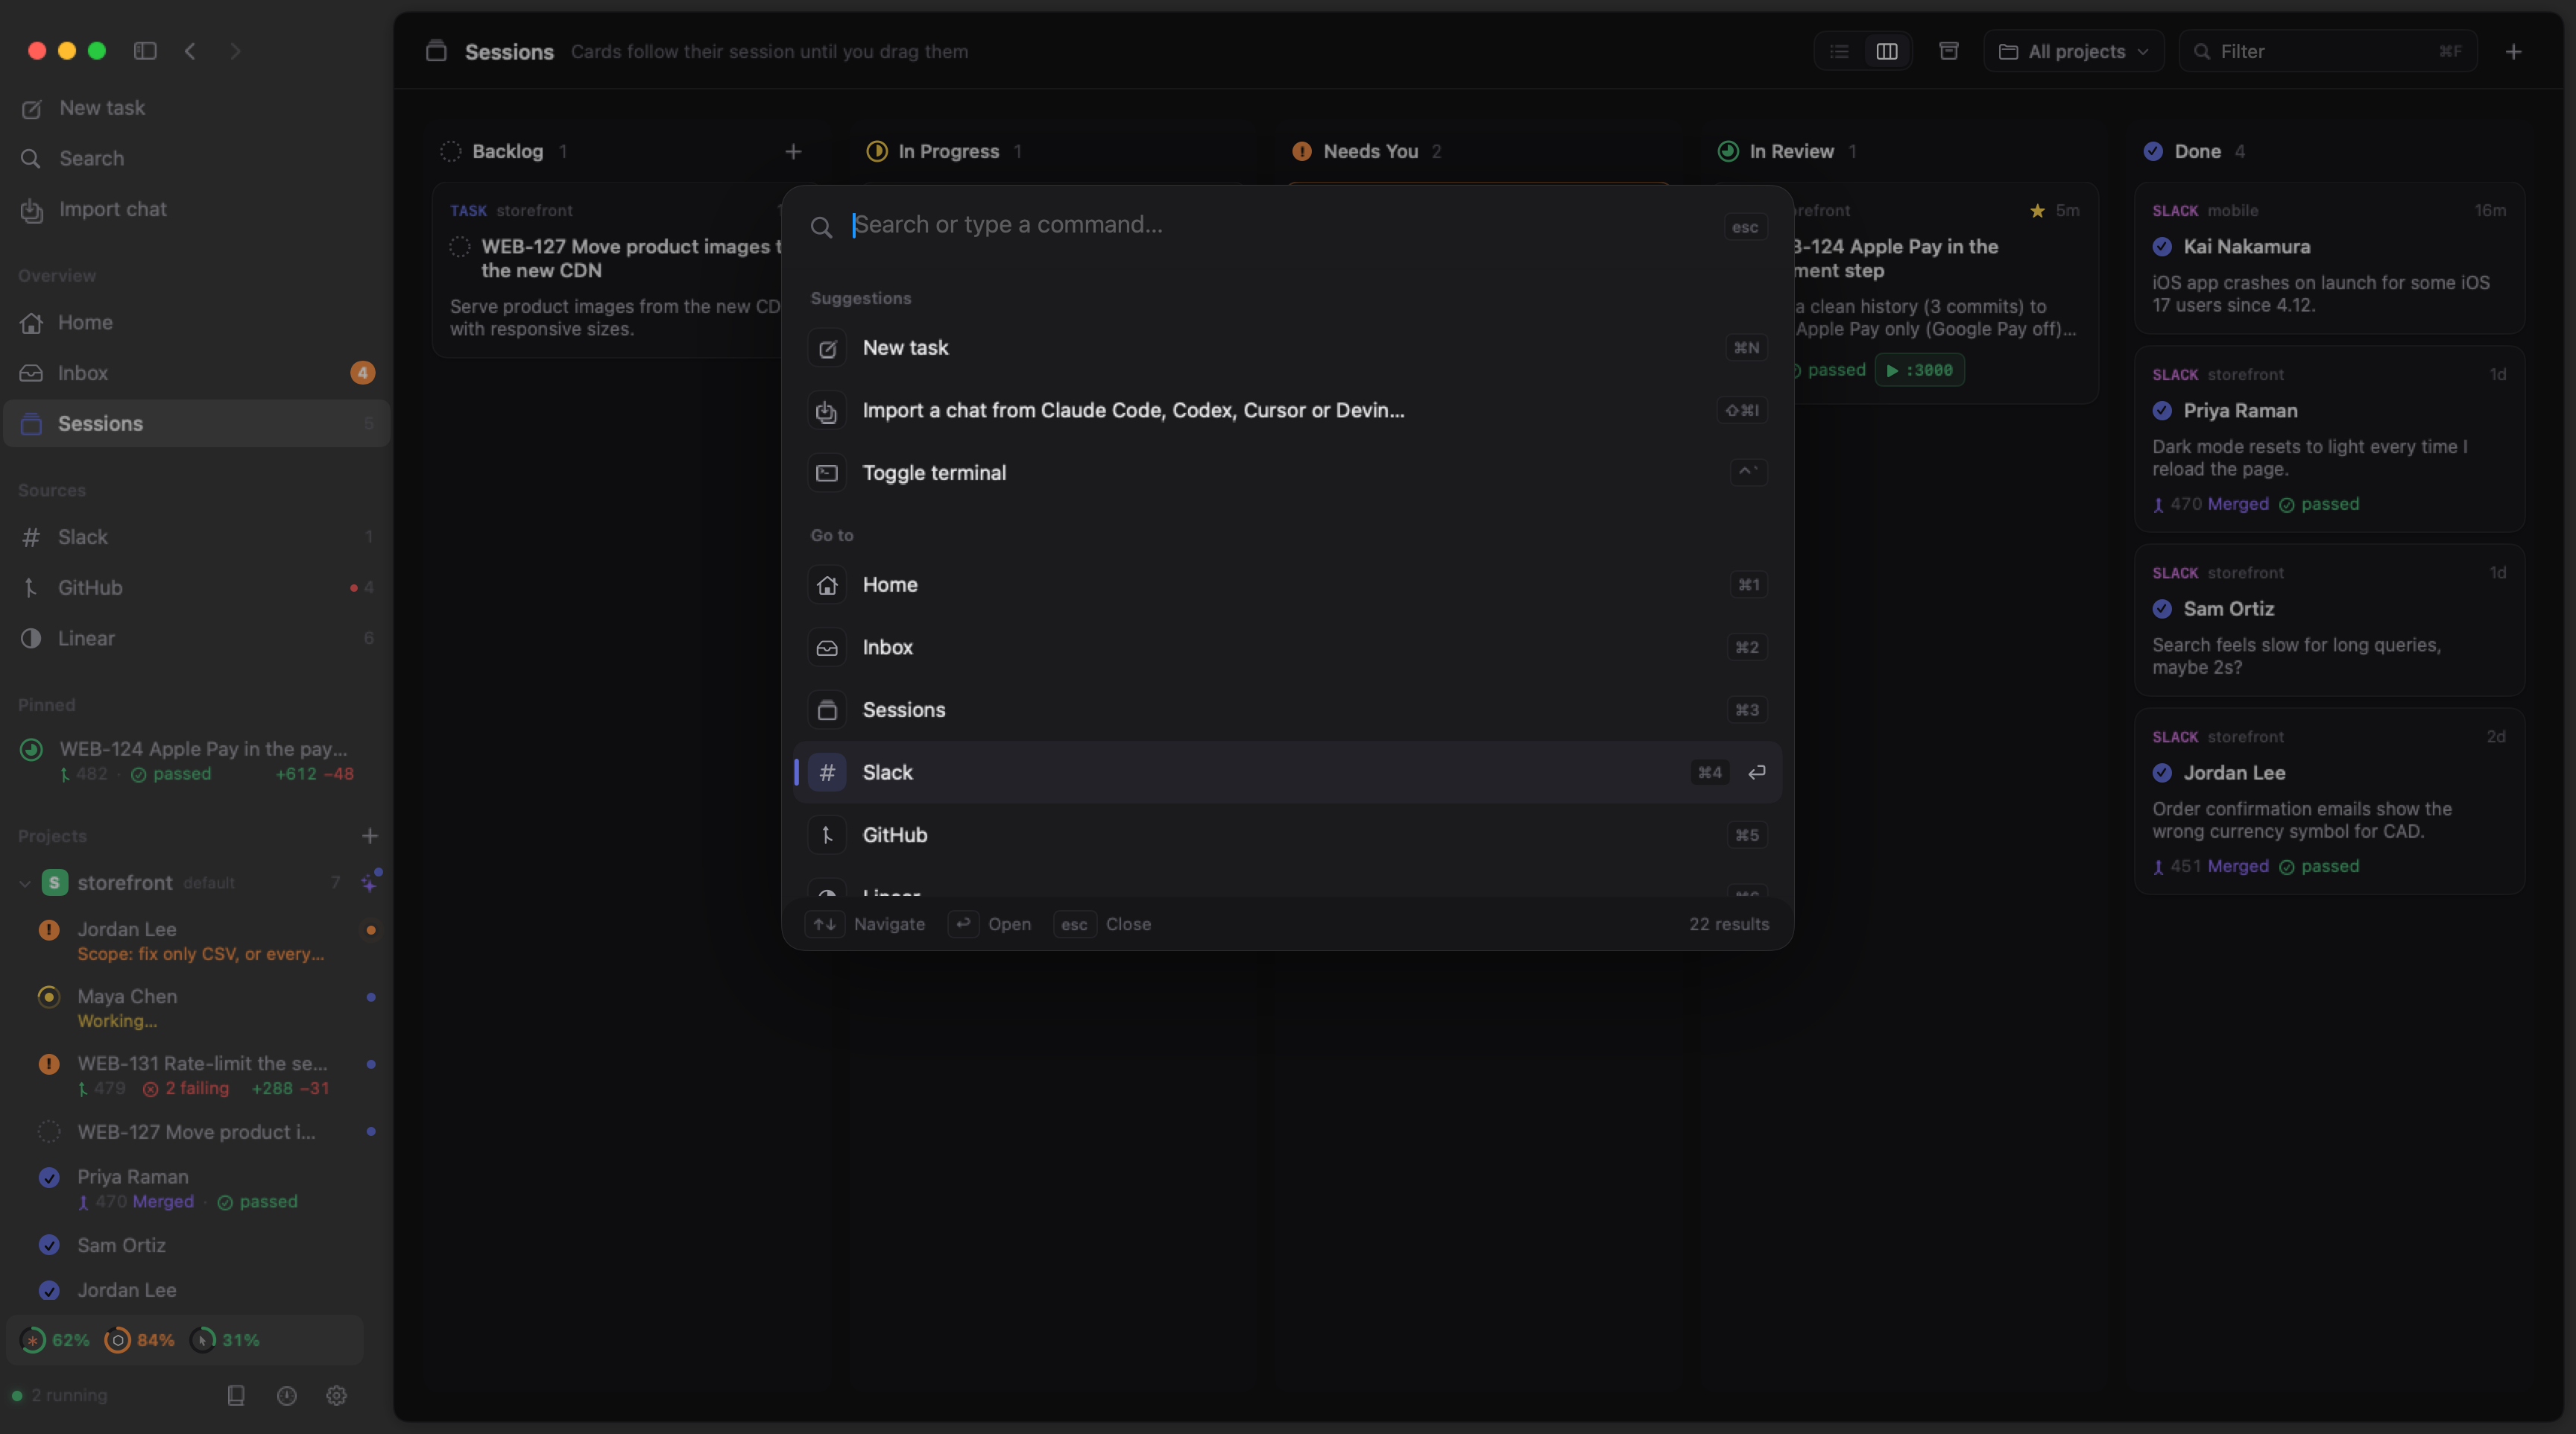 New task
Search
Import chat
Overview
Home
Inbox 4
Sessions 5
Sources
Slack 1
GitHub 4
Linear 6
Pinned
WEB-124 Apple Pay in the pay...
482 · passed +612 −48
Projects
storefront default 7
Jordan Lee
Scope: fix only CSV, or every...
Maya Chen
Working...
WEB-131 Rate-limit the se...
479 2 failing +288 −31
WEB-127 Move product i...
Priya Raman
470 Merged · passed
Sam Ortiz
Jordan Lee
62% 84% 31%
2 running
Sessions Cards follow their session until you drag them
All projects
Filter ⌘F
Backlog 1
TASK storefront
WEB-127 Move product images t
the new CDN
Serve product images from the new CD
with responsive sizes.
In Progress 1
Needs You 2
In Review 1
refront 5m
B-124 Apple Pay in the
ment step
a clean history (3 commits) to
Apple Pay only (Google Pay off)...
passed :3000
Done 4
SLACK mobile 16m
Kai Nakamura
iOS app crashes on launch for some iOS
17 users since 4.12.
SLACK storefront 1d
Priya Raman
Dark mode resets to light every time I
reload the page.
470 Merged passed
SLACK storefront 1d
Sam Ortiz
Search feels slow for long queries,
maybe 2s?
SLACK storefront 2d
Jordan Lee
Order confirmation emails show the
wrong currency symbol for CAD.
451 Merged passed
Search or type a command... esc
Suggestions
New task ⌘N
Import a chat from Claude Code, Codex, Cursor or Devin... ⇧⌘I
Toggle terminal ^`
Go to
Home ⌘1
Inbox ⌘2
Sessions ⌘3
Slack ⌘4
GitHub ⌘5
Linear ⌘6
↑↓ Navigate Open esc Close 22 results